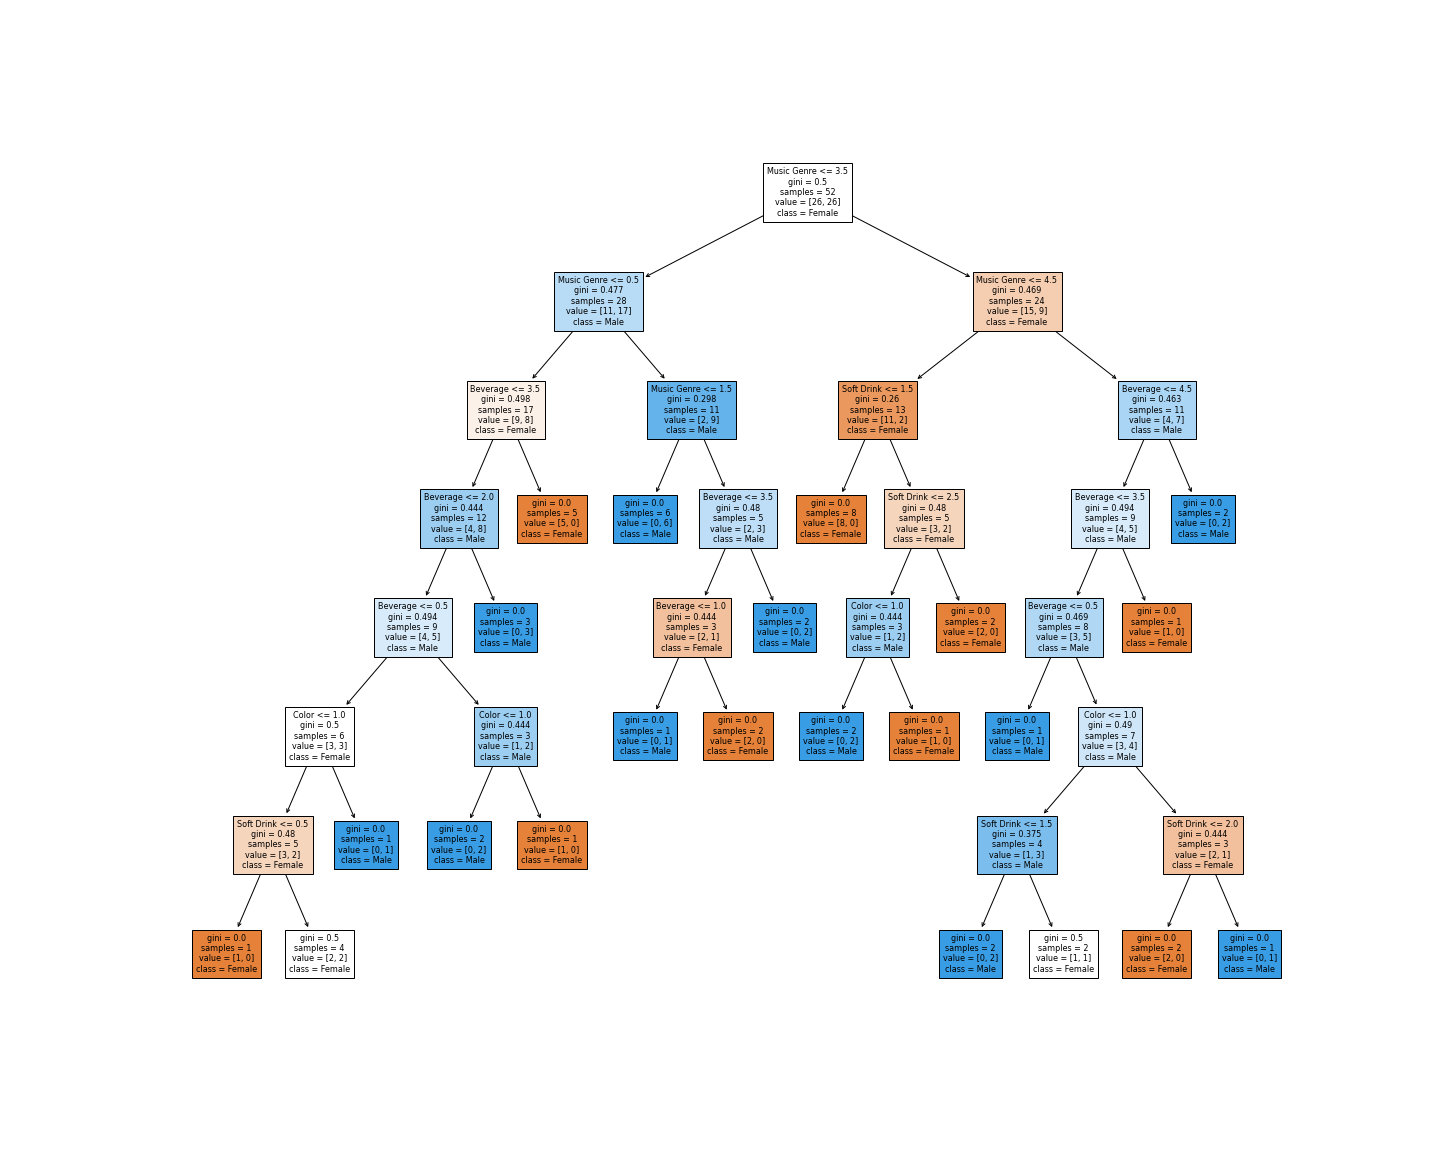 Music Genre <= 3.5
gini = 0.5
samples = 52
value = [26, 26]
class = Female
Music Genre <= 0.5
gini = 0.477
samples = 28
value = [11, 17]
class = Male
Music Genre <= 4.5
gini = 0.469
samples = 24
value = [15, 9]
class = Female
Beverage <= 3.5
gini = 0.498
samples = 17
value = [9, 8]
class = Female
Music Genre <= 1.5
gini = 0.298
samples = 11
value = [2, 9]
class = Male
Soft Drink <= 1.5
gini = 0.26
samples = 13
value = [11, 2]
class = Female
Beverage <= 4.5
gini = 0.463
samples = 11
value = [4, 7]
class = Male
Beverage <= 2.0
gini = 0.444
samples = 12
value = [4, 8]
class = Male
gini = 0.0
samples = 5
value = [5, 0]
class = Female
gini = 0.0
samples = 6
value = [0, 6]
class = Male
Beverage <= 3.5
gini = 0.48
samples = 5
value = [2, 3]
class = Male
gini = 0.0
samples = 8
value = [8, 0]
class = Female
Soft Drink <= 2.5
gini = 0.48
samples = 5
value = [3, 2]
class = Female
Beverage <= 3.5
gini = 0.494
samples = 9
value = [4, 5]
class = Male
gini = 0.0
samples = 2
value = [0, 2]
class = Male
Beverage <= 0.5
gini = 0.494
samples = 9
value = [4, 5]
class = Male
gini = 0.0
samples = 3
value = [0, 3]
class = Male
Beverage <= 1.0
gini = 0.444
samples = 3
value = [2, 1]
class = Female
gini = 0.0
samples = 2
value = [0, 2]
class = Male
Color <= 1.0
gini = 0.444
samples = 3
value = [1, 2]
class = Male
gini = 0.0
samples = 2
value = [2, 0]
class = Female
Beverage <= 0.5
gini = 0.469
samples = 8
value = [3, 5]
class = Male
gini = 0.0
samples = 1
value = [1, 0]
class = Female
Color <= 1.0
gini = 0.5
samples = 6
value = [3, 3]
class = Female
Color <= 1.0
gini = 0.444
samples = 3
value = [1, 2]
class = Male
gini = 0.0
samples = 1
value = [0, 1]
class = Male
gini = 0.0
samples = 2
value = [2, 0]
class = Female
gini = 0.0
samples = 2
value = [0, 2]
class = Male
gini = 0.0
samples = 1
value = [1, 0]
class = Female
gini = 0.0
samples = 1
value = [0, 1]
class = Male
Color <= 1.0
gini = 0.49
samples = 7
value = [3, 4]
class = Male
Soft Drink <= 0.5
gini = 0.48
samples = 5
value = [3, 2]
class = Female
gini = 0.0
samples = 1
value = [0, 1]
class = Male
gini = 0.0
samples = 2
value = [0, 2]
class = Male
gini = 0.0
samples = 1
value = [1, 0]
class = Female
Soft Drink <= 1.5
gini = 0.375
samples = 4
value = [1, 3]
class = Male
Soft Drink <= 2.0
gini = 0.444
samples = 3
value = [2, 1]
class = Female
gini = 0.0
samples = 1
value = [1, 0]
class = Female
gini = 0.5
samples = 4
value = [2, 2]
class = Female
gini = 0.0
samples = 2
value = [0, 2]
class = Male
gini = 0.5
samples = 2
value = [1, 1]
class = Female
gini = 0.0
samples = 2
value = [2, 0]
class = Female
gini = 0.0
samples = 1
value = [0, 1]
class = Male